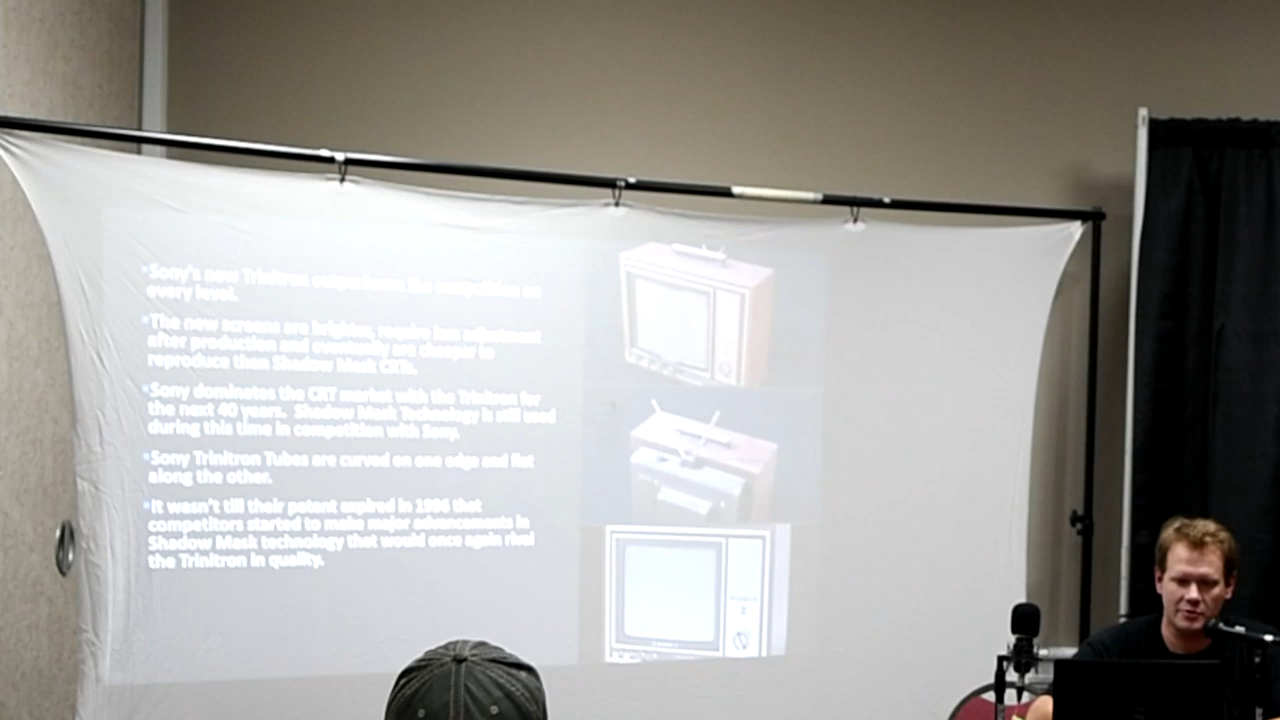 Sony's new Trinitron outperforms the competition on
every level.
The new screens are brighter, require less adjustment
after production and eventually are cheaper to
reproduce then Shadow Mask CRTs.
Sony dominates the CRT market with the Trinitron for
the next 40 years. Shadow Mask Technology is still used
during this time in competition with Sony.
Sony Trinitron Tubes are curved on one edge and flat
along the other.
It wasn't till their patent expired in 1996 that
competitors started to make major advancements in
Shadow Mask technology that would once again rival
the Trinitron in quality.